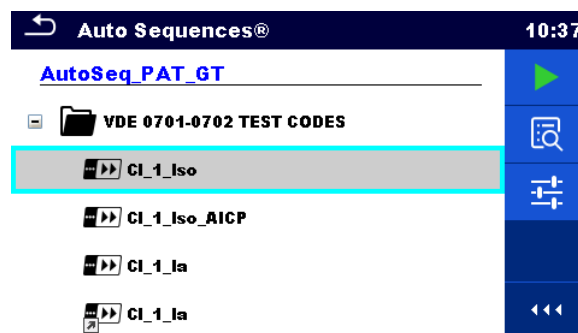 Auto Sequences®
10:37
AutoSeq_PAT_GT
VDE 0701-0702 TEST CODES
Cl_1_Iso
Cl_1_Iso_AICP
Cl_1_Ia
Cl_1_Ia